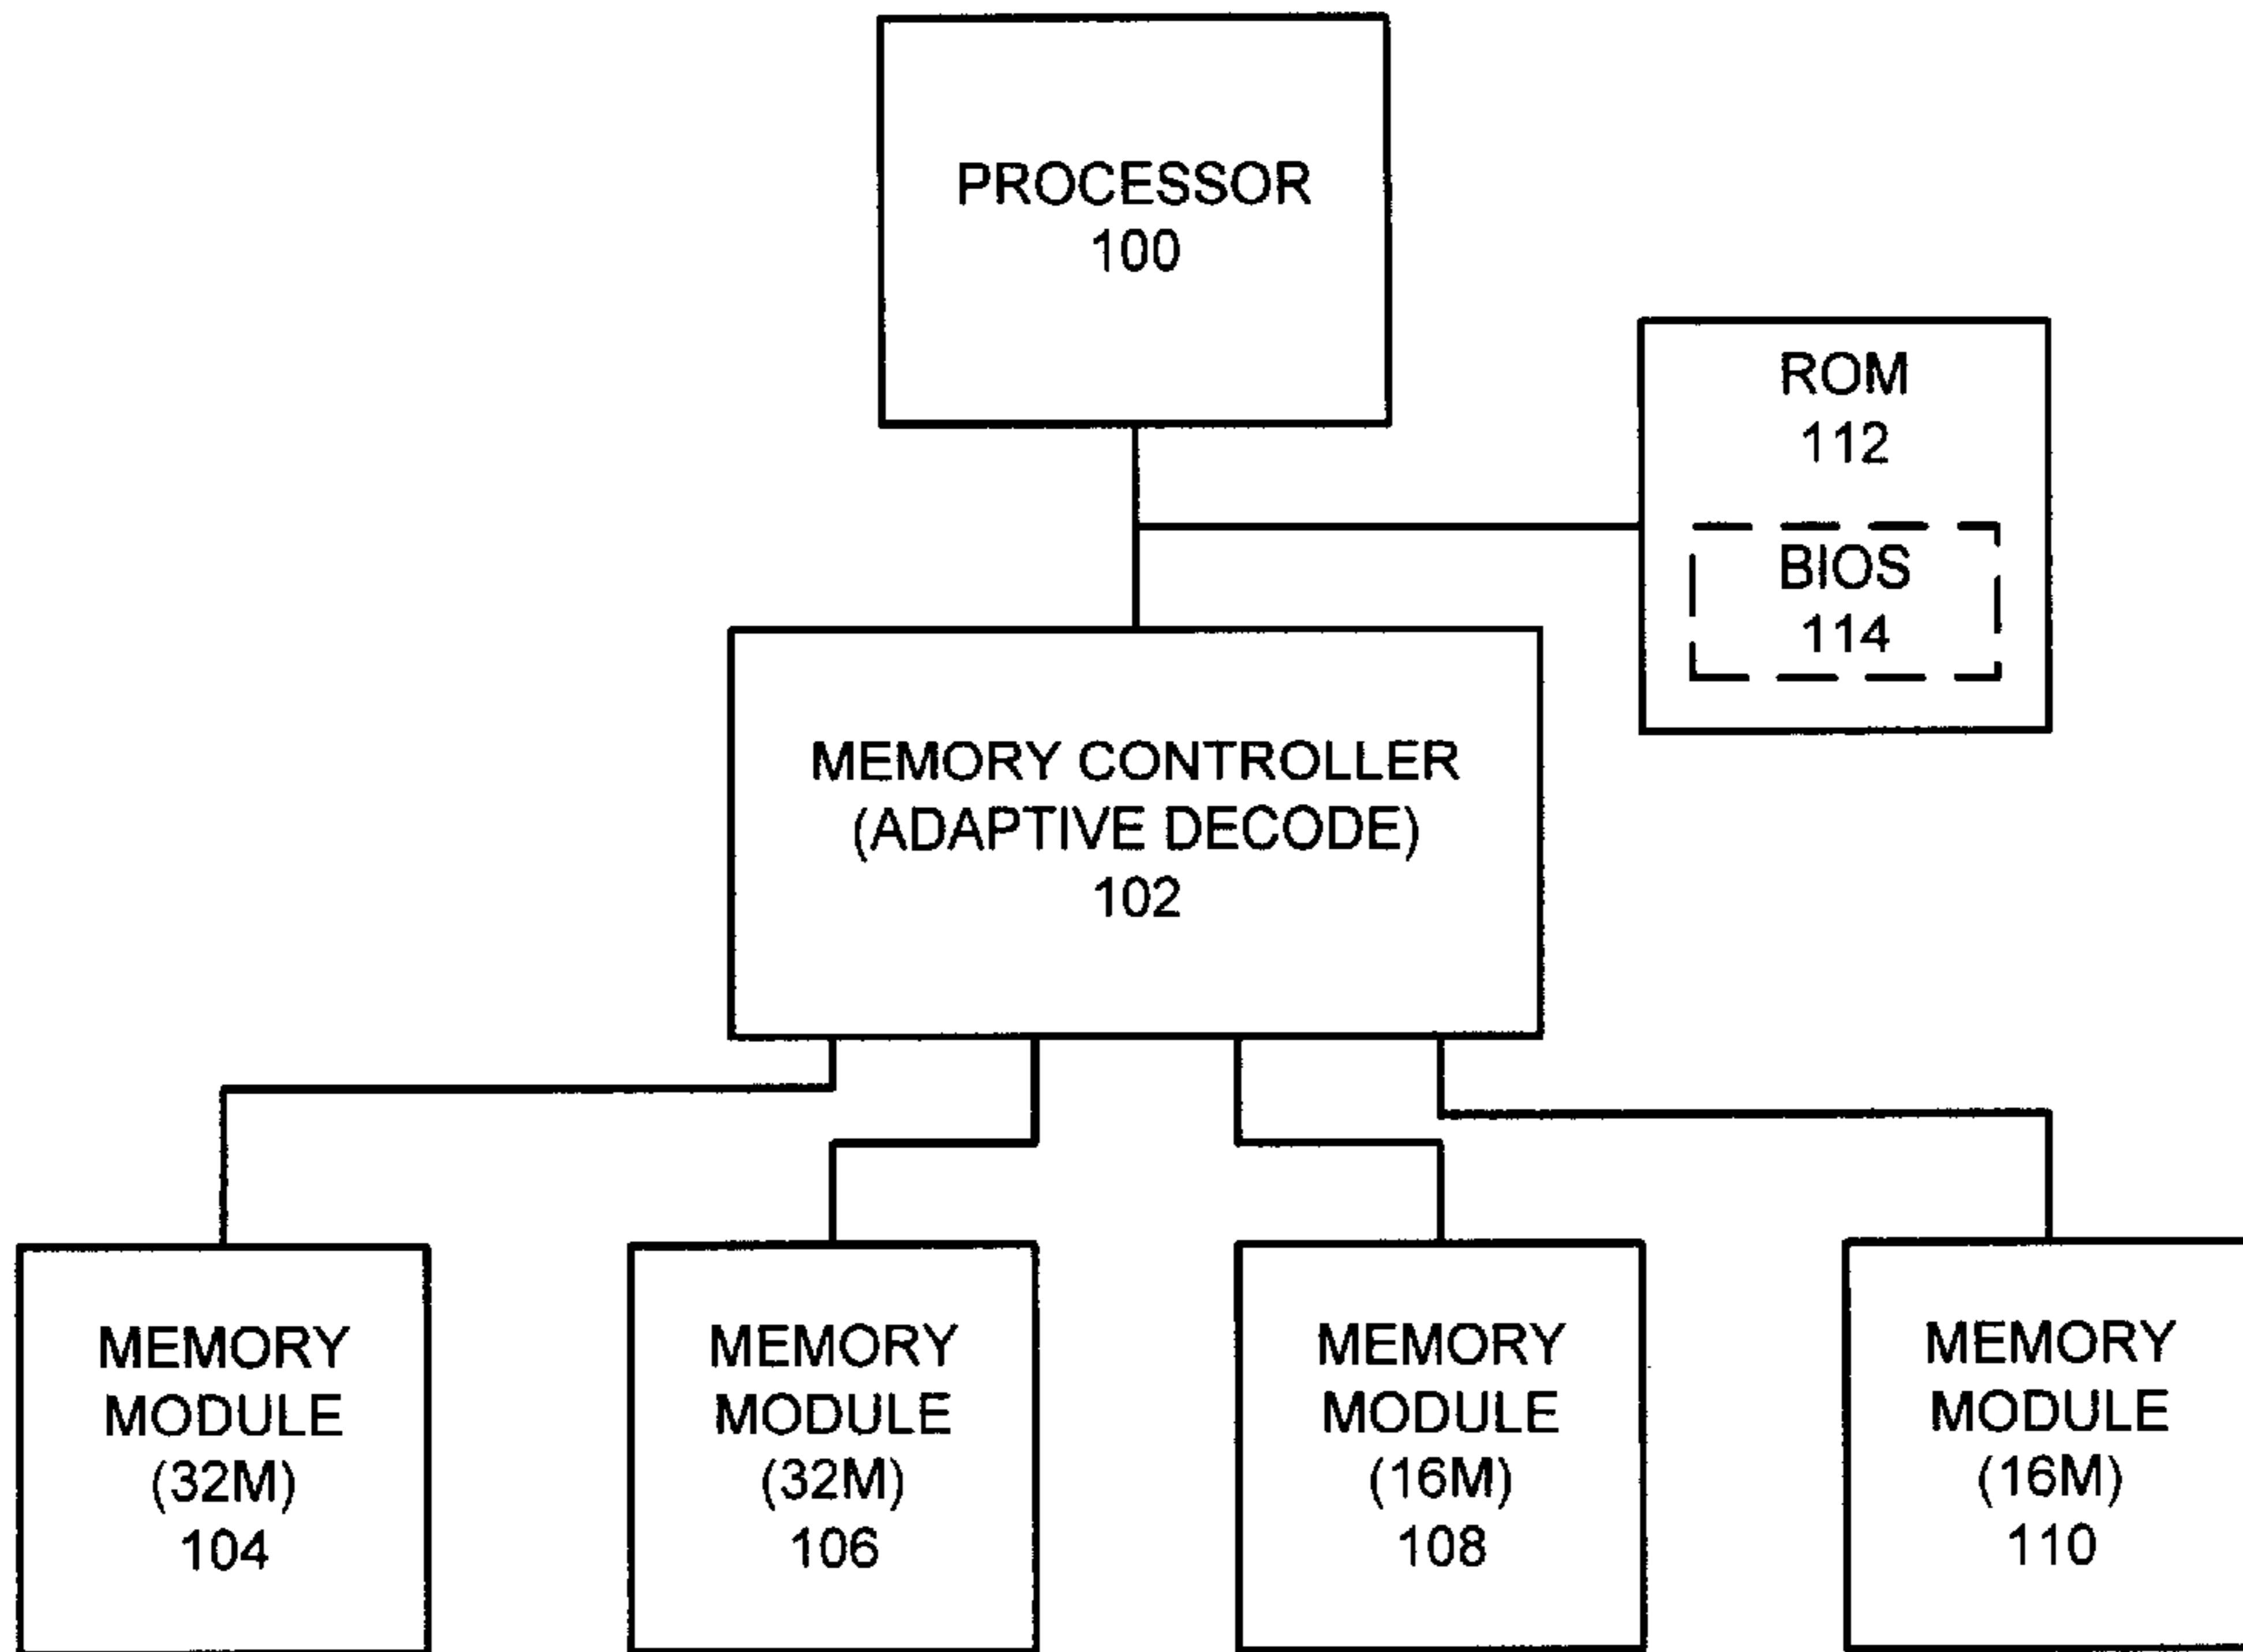 PROCESSOR
100
ROM
112
BIOS
114
MEMORY CONTROLLER
(ADAPTIVE DECODE)
102
MEMORY
MODULE
(32M)
104
MEMORY
MODULE
(32M)
106
MEMORY
MODULE
(16M)
108
MEMORY
MODULE
(16M)
110